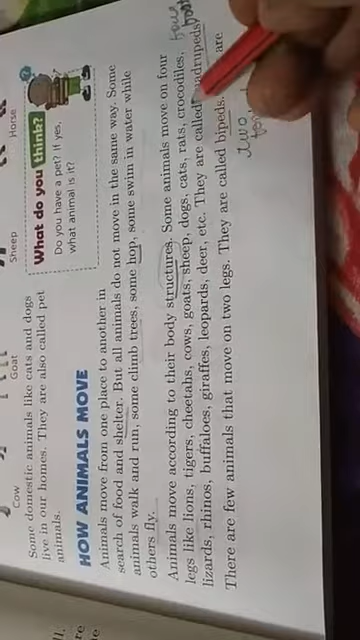 Cow
Goat
Sheep
Horse
Some domestic animals like cats and dogs
live in our homes. They are also called pet
animals.
What do you think?
Do you have a pet? If yes,
what animal is it?
HOW ANIMALS MOVE
Animals move from one place to another in
search of food and shelter. But all animals do not move in the same way. Some
animals walk and run, some climb trees, some hop, some swim in water while
others fly.
Animals move according to their body structures. Some animals move on four
legs like lions, tigers, cheetahs, cows, goats, sheep, dogs, cats, rats, crocodiles,
lizards, rhinos, buffaloes, giraffes, leopards, deer, etc. They are called quadrupeds
There are few animals that move on two legs. They are called bipeds. are
two